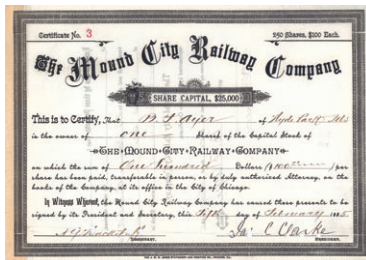 Certificate No. 3 250 Shares, $100 Each.
The Mound City Railway Company
SHARE CAPITAL, $25,000
This is to Certify, That B. F. Ayer of Hyde Park Ills
is the owner of one Share of the Capital Stock of
THE MOUND CITY RAILWAY COMPANY
on which the sum of One Hundred Dollars ($100) per
share has been paid, transferable in person, or by duly authorized Attorney, on the
books of the Company, at its office in the City of Chicago.
In Witness Whereof, the Mound City Railway Company has caused these presents to be
signed by its President and Secretary, this Fifth day of February 1885
C Clarke
SECRETARY. PRESIDENT.